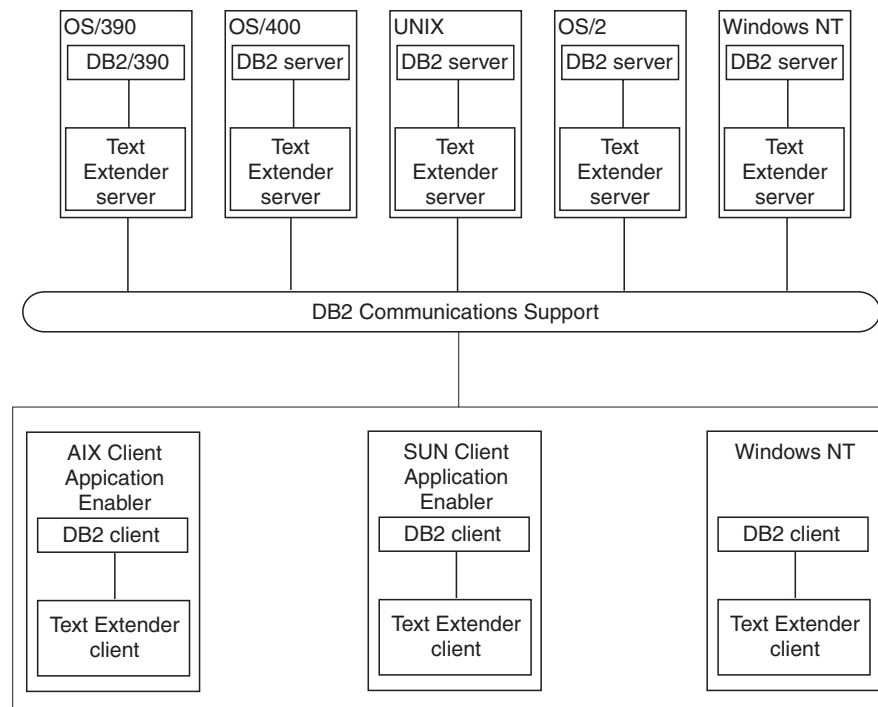 OS/390
OS/400
UNIX
OS/2
Windows NT
DB2/390
DB2 server
DB2 server
DB2 server
DB2 server
Text
Extender
server
Text
Extender
server
Text
Extender
server
Text
Extender
server
Text
Extender
server
DB2 Communications Support
AIX Client
Appication
Enabler
DB2 client
Text Extender
client
SUN Client
Application
Enabler
DB2 client
Text Extender
client
Windows NT
DB2 client
Text Extender
client